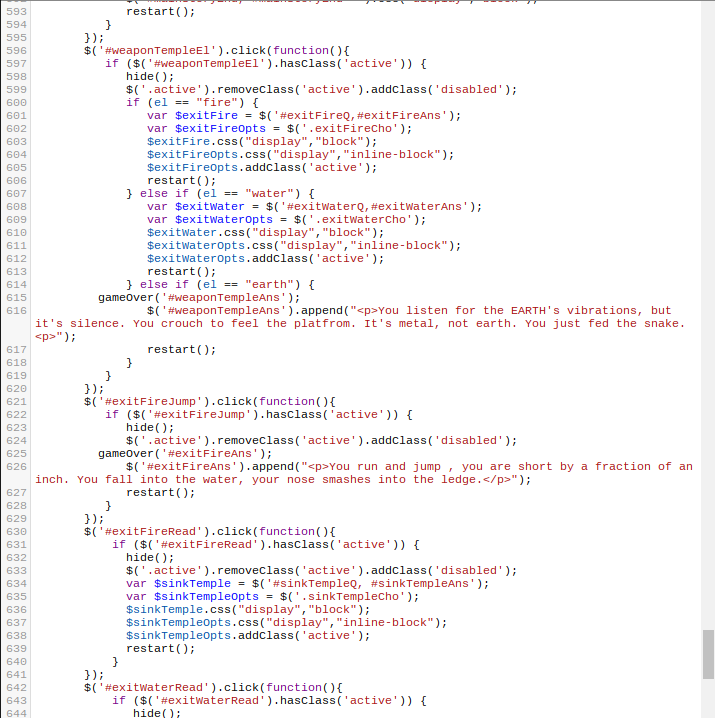 593 restart();
594 }
595 });
596 $('#weaponTempleEl').click(function(){
597 if ($('#weaponTempleEl').hasClass('active')) {
598 hide();
599 $('.active').removeClass('active').addClass('disabled');
600 if (el == "fire") {
601 var $exitFire = $('#exitFireQ,#exitFireAns');
602 var $exitFireOpts = $('.exitFireCho');
603 $exitFire.css("display","block");
604 $exitFireOpts.css("display","inline-block");
605 $exitFireOpts.addClass('active');
606 restart();
607 } else if (el == "water") {
608 var $exitWater = $('#exitWaterQ,#exitWaterAns');
609 var $exitWaterOpts = $('.exitWaterCho');
610 $exitWater.css("display","block");
611 $exitWaterOpts.css("display","inline-block");
612 $exitWaterOpts.addClass('active');
613 restart();
614 } else if (el == "earth") {
615 gameOver('#weaponTempleAns');
616 $('#weaponTempleAns').append("<p>You listen for the EARTH's vibrations, but
it's silence. You crouch to feel the platfrom. It's metal, not earth. You just fed the snake.
<p>");
617 restart();
618 }
619 }
620 });
621 $('#exitFireJump').click(function(){
622 if ($('#exitFireJump').hasClass('active')) {
623 hide();
624 $('.active').removeClass('active').addClass('disabled');
625 gameOver('#exitFireAns');
626 $('#exitFireAns').append("<p>You run and jump , you are short by a fraction of an
inch. You fall into the water, your nose smashes into the ledge.</p>");
627 restart();
628 }
629 });
630 $('#exitFireRead').click(function(){
631 if ($('#exitFireRead').hasClass('active')) {
632 hide();
633 $('.active').removeClass('active').addClass('disabled');
634 var $sinkTemple = $('#sinkTempleQ, #sinkTempleAns');
635 var $sinkTempleOpts = $('.sinkTempleCho');
636 $sinkTemple.css("display","block");
637 $sinkTempleOpts.css("display","inline-block");
638 $sinkTempleOpts.addClass('active');
639 restart();
640 }
641 });
642 $('#exitWaterRead').click(function(){
643 if ($('#exitWaterRead').hasClass('active')) {
644 hide();